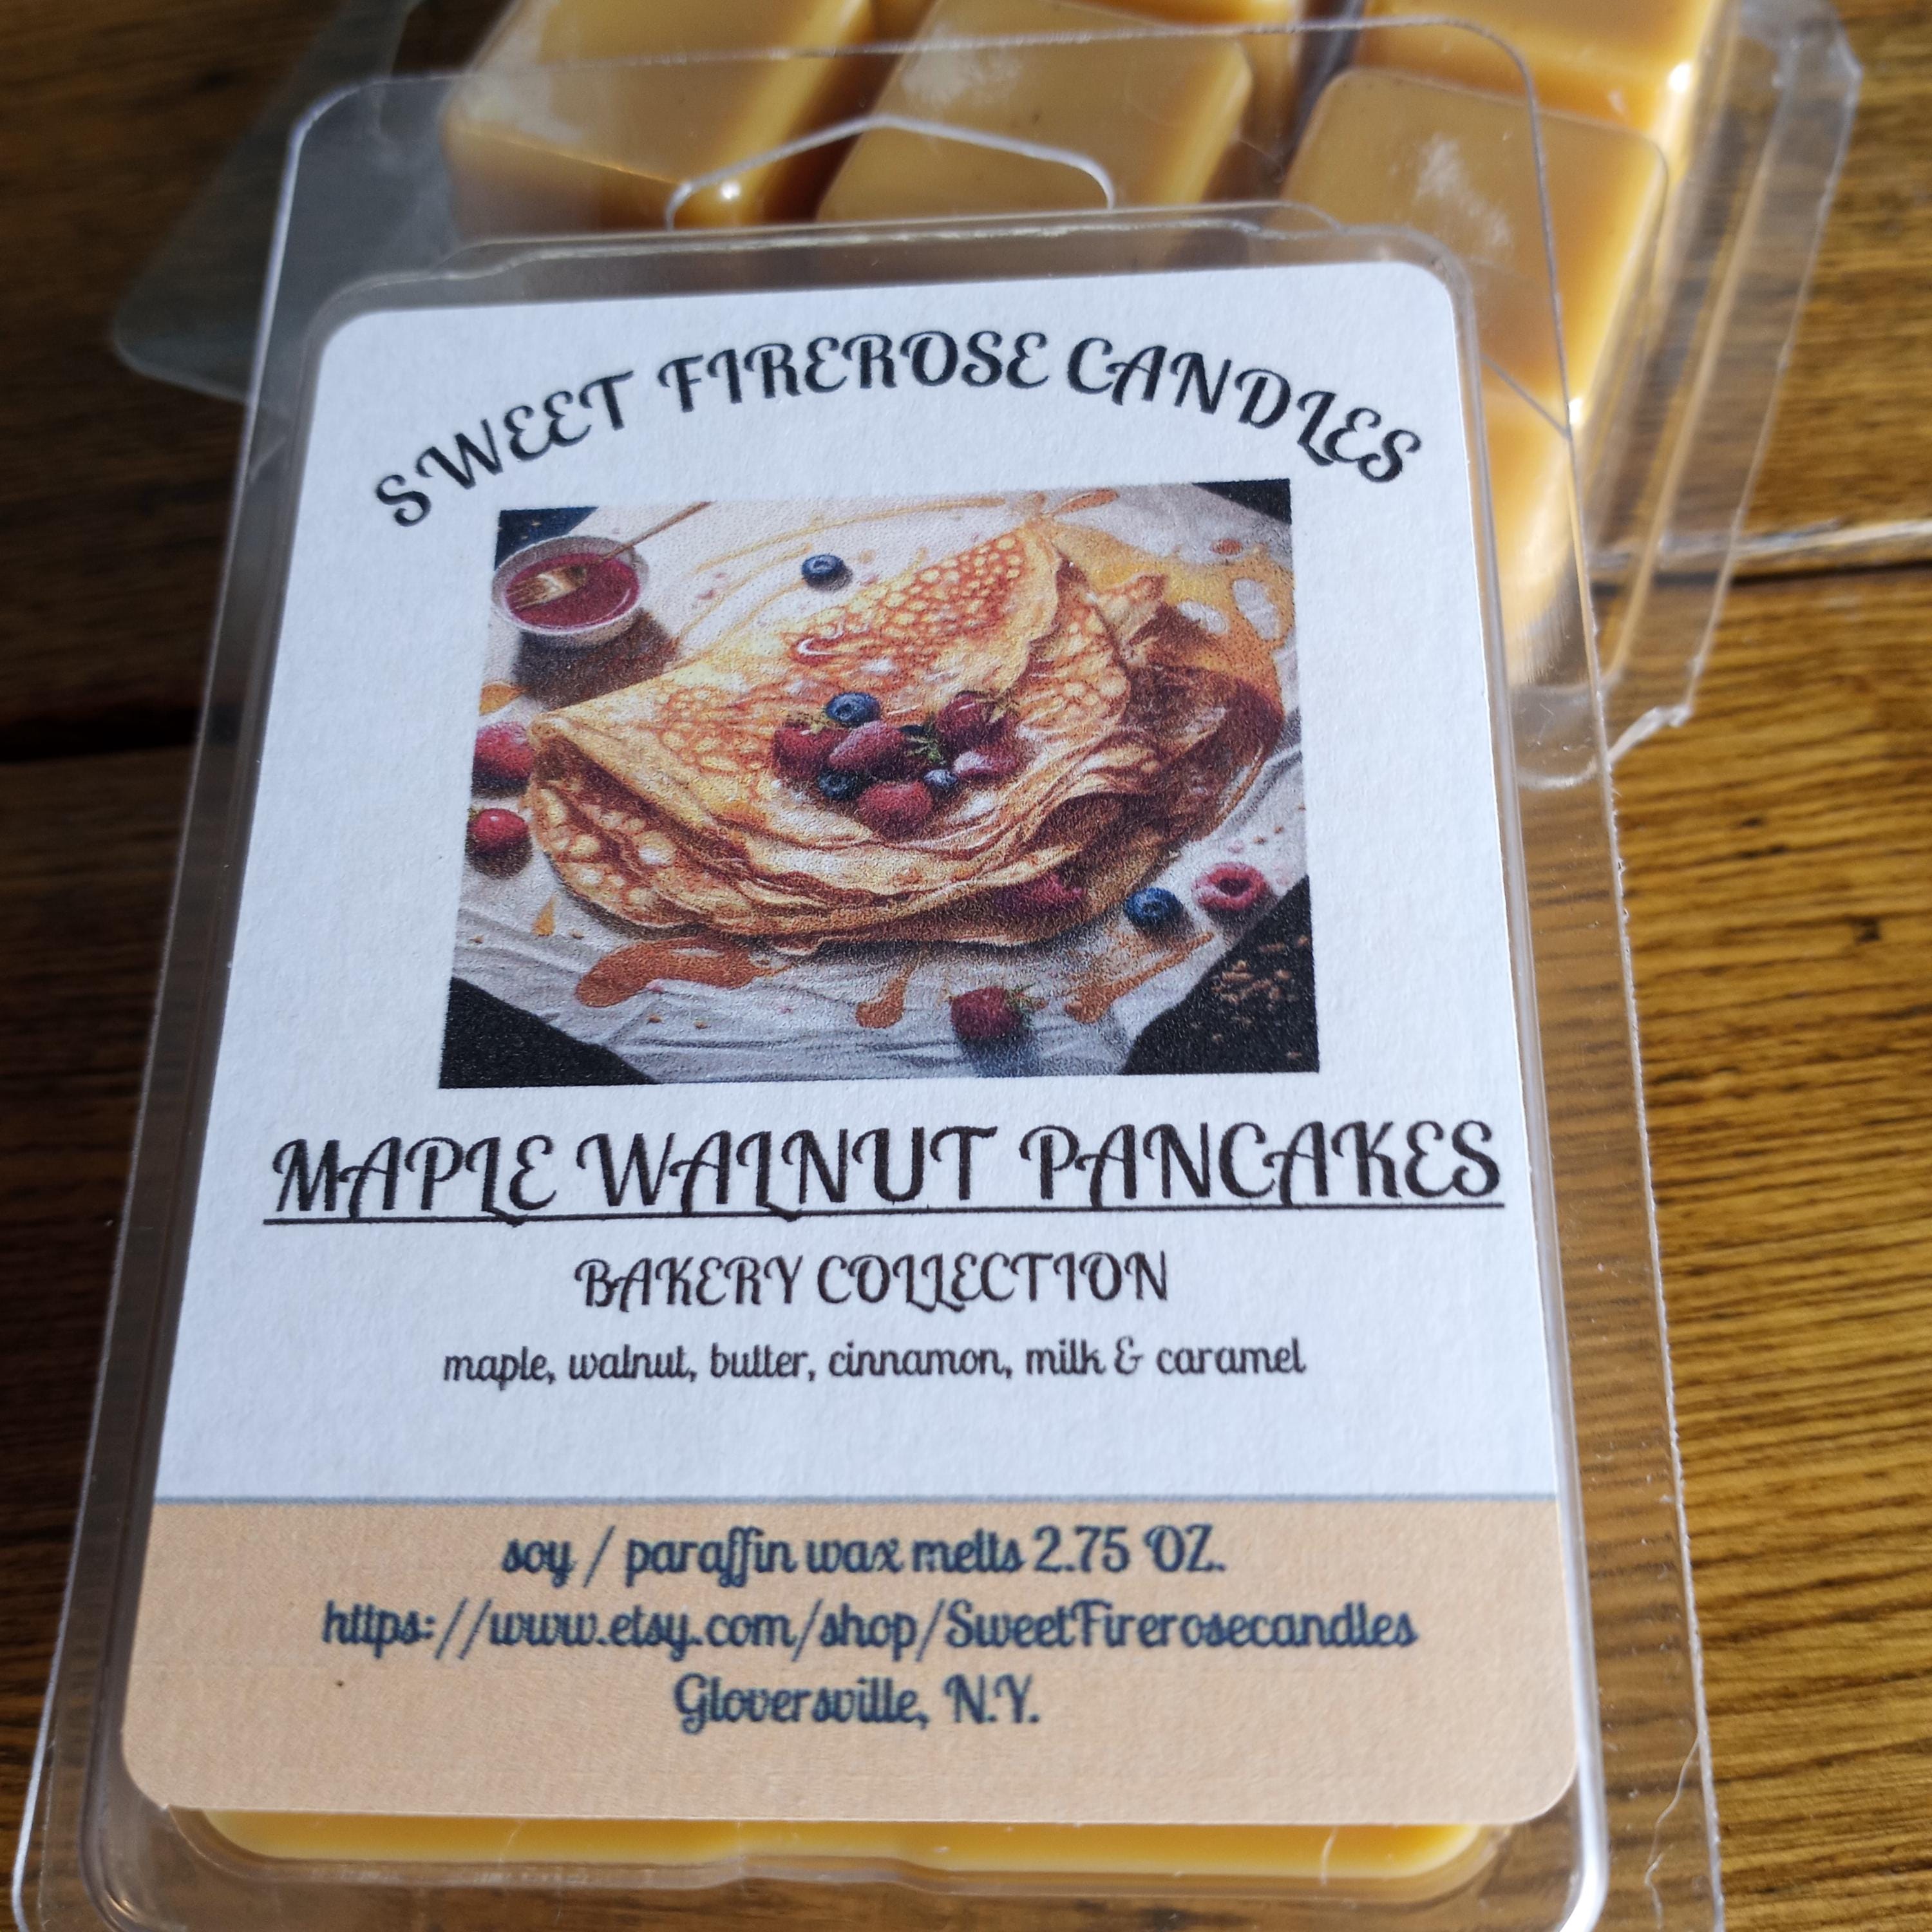 SWEET FIREROSE CANDLES
MAPLE WALNUT PANCAKES
BAKERY COLLECTION
maple, walnut, butter, cinnamon, milk & caramel
soy / paraffin wax melts 2.75 OZ.
https://www.etsy.com/shop/SweetFirerosecandles
Gloversville, N.Y.